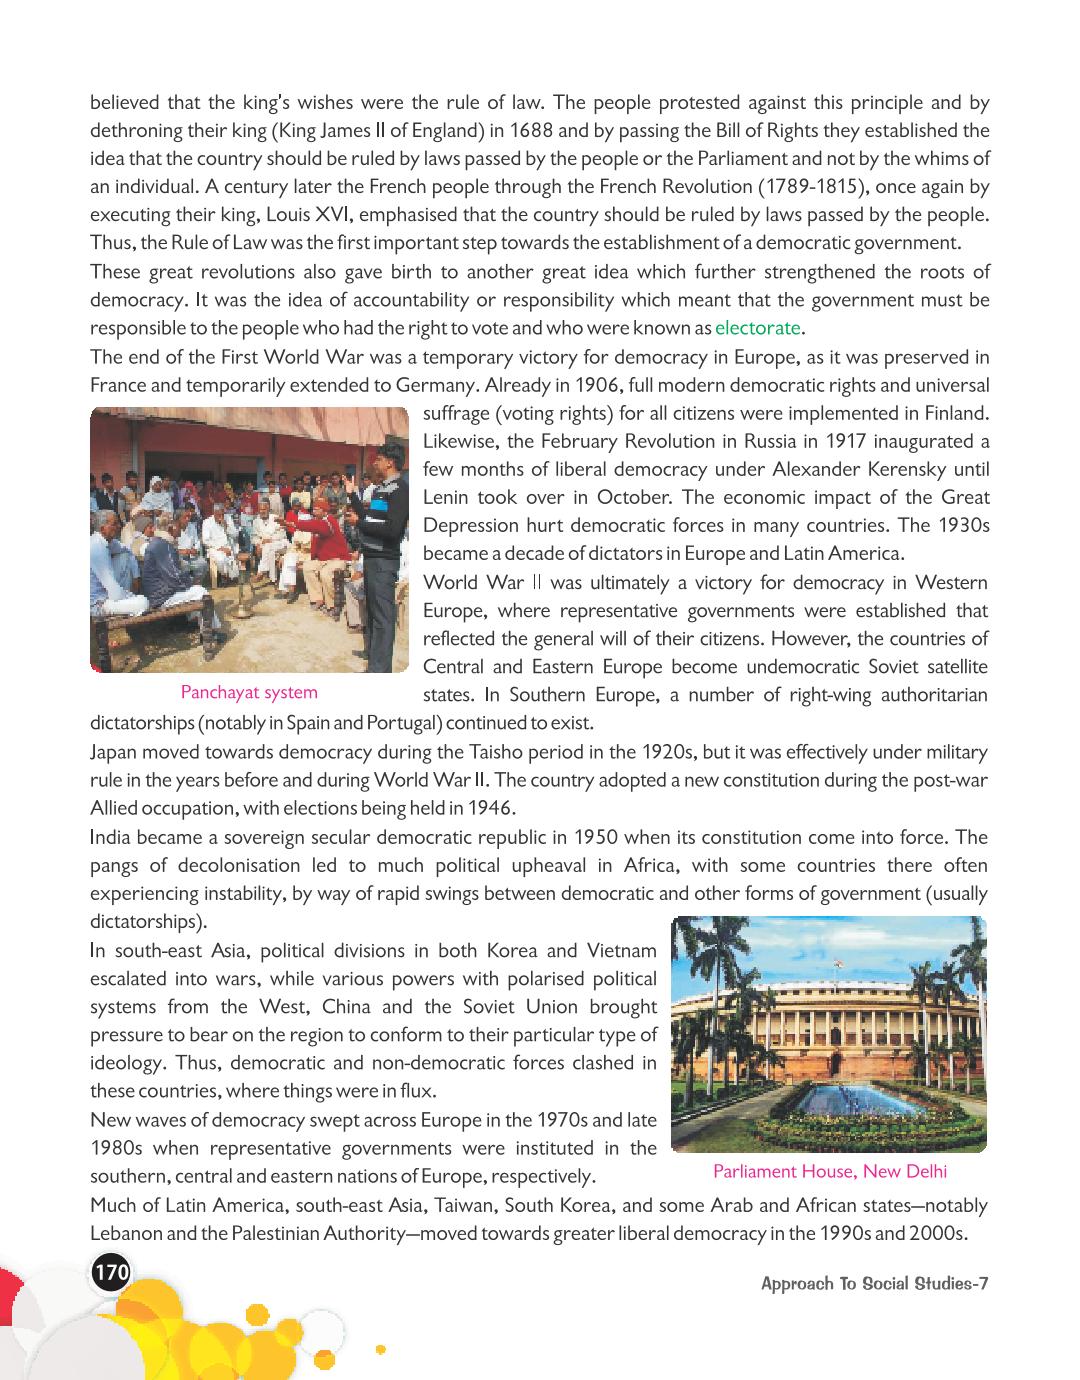 believed that the king's wishes were the rule of law. The people protested against this principle and by
dethroning their king (King James II of England) in 1688 and by passing the Bill of Rights they established the
idea that the country should be ruled by laws passed by the people or the Parliament and not by the whims of
an individual. A century later the French people through the French Revolution (1789-1815), once again by
executing their king, Louis XVI, emphasised that the country should be ruled by laws passed by the people.
Thus, the Rule of Law was the first important step towards the establishment of a democratic government.
These great revolutions also gave birth to another great idea which further strengthened the roots of
democracy. It was the idea of accountability or responsibility which meant that the government must be
responsible to the people who had the right to vote and who were known as electorate.
The end of the First World War was a temporary victory for democracy in Europe, as it was preserved in
France and temporarily extended to Germany. Already in 1906, full modern democratic rights and universal
suffrage (voting rights) for all citizens were implemented in Finland.
Likewise, the February Revolution in Russia in 1917 inaugurated a
few months of liberal democracy under Alexander Kerensky until
Lenin took over in October. The economic impact of the Great
Depression hurt democratic forces in many countries. The 1930s
became a decade of dictators in Europe and Latin America.
World War II was ultimately a victory for democracy in Western
Europe, where representative governments were established that
reflected the general will of their citizens. However, the countries of
Central and Eastern Europe become undemocratic Soviet satellite
states. In Southern Europe, a number of right-wing authoritarian
Panchayat system
dictatorships (notably in Spain and Portugal) continued to exist.
Japan moved towards democracy during the Taisho period in the 1920s, but it was effectively under military
rule in the years before and during World War II. The country adopted a new constitution during the post-war
Allied occupation, with elections being held in 1946.
India became a sovereign secular democratic republic in 1950 when its constitution come into force. The
pangs of decolonisation led to much political upheaval in Africa, with some countries there often
experiencing instability, by way of rapid swings between democratic and other forms of government (usually
dictatorships).
In south-east Asia, political divisions in both Korea and Vietnam
escalated into wars, while various powers with polarised political
systems from the West, China and the Soviet Union brought
pressure to bear on the region to conform to their particular type of
ideology. Thus, democratic and non-democratic forces clashed in
these countries, where things were in flux.
New waves of democracy swept across Europe in the 1970s and late
1980s when representative governments were instituted in the
southern, central and eastern nations of Europe, respectively.
Parliament House, New Delhi
Much of Latin America, south-east Asia, Taiwan, South Korea, and some Arab and African states—notably
Lebanon and the Palestinian Authority—moved towards greater liberal democracy in the 1990s and 2000s.
170
Approach To Social Studies-7